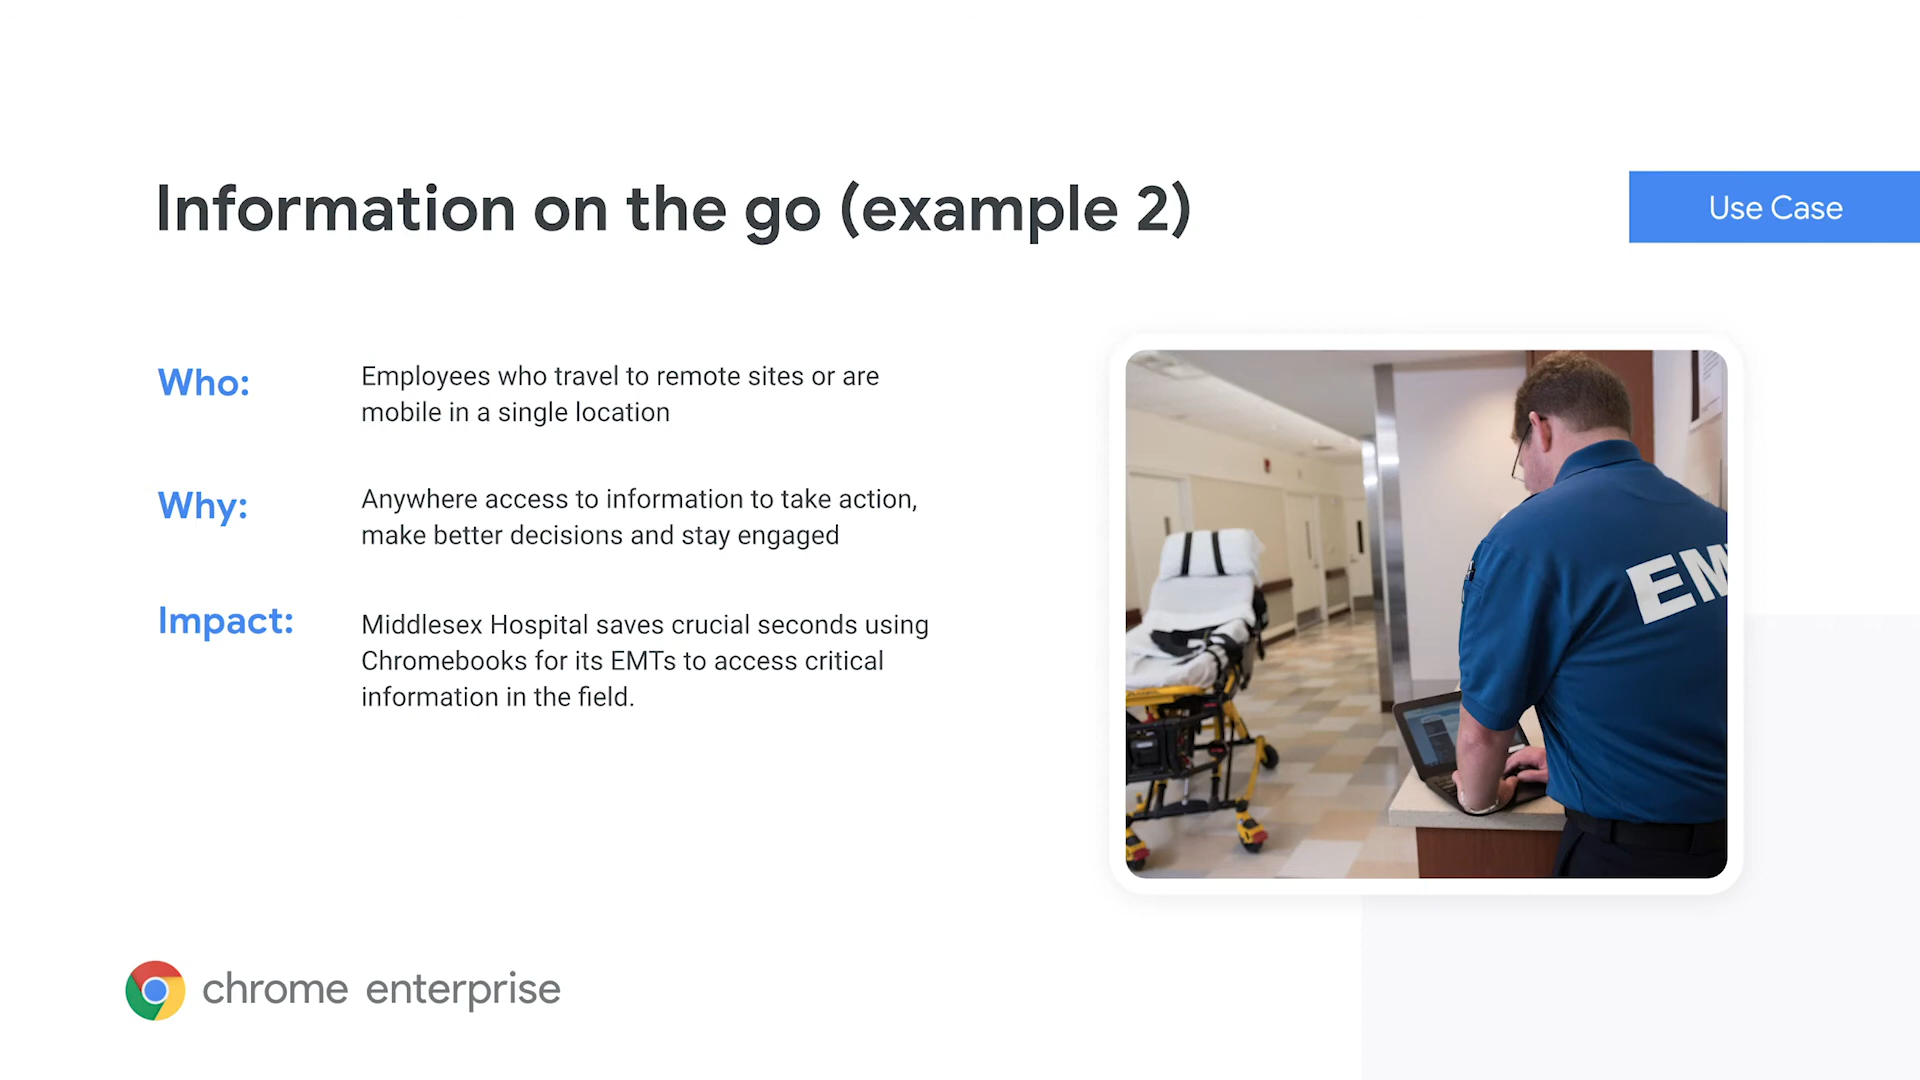 Information on the go (example 2)
Use Case
Who:
Employees who travel to remote sites or are
mobile in a single location
Why:
Anywhere access to information to take action,
make better decisions and stay engaged
Impact:
Middlesex Hospital saves crucial seconds using
Chromebooks for its EMTs to access critical
information in the field.
EM
chrome enterprise